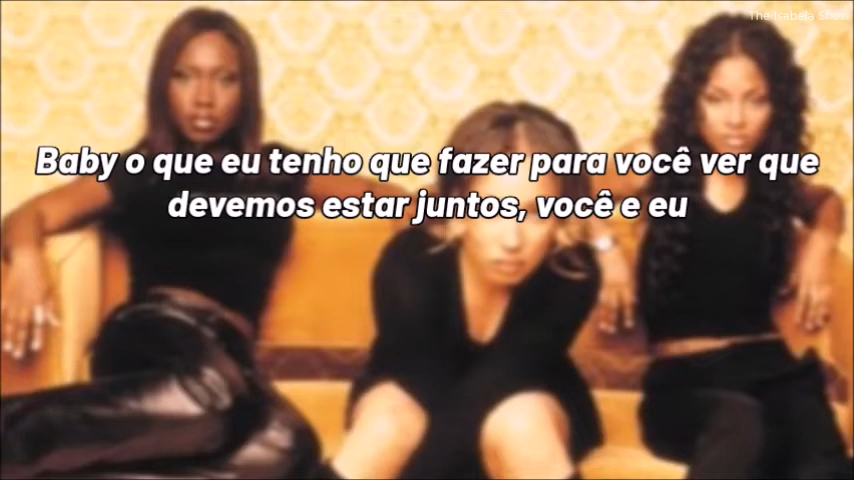 The Isabela Show
Baby o que eu tenho que fazer para você ver que
devemos estar juntos, você e eu